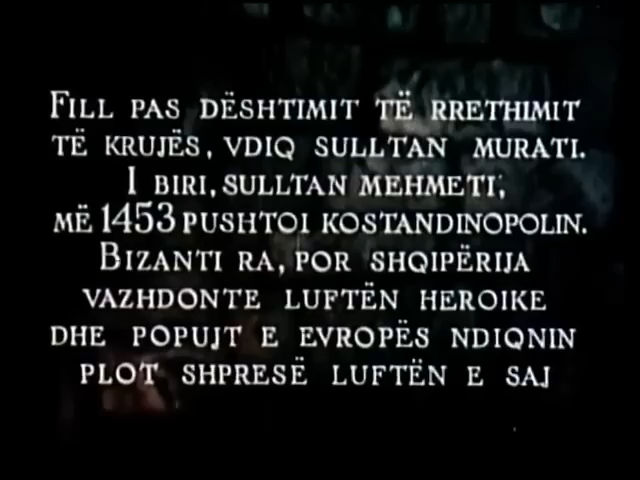 FILL PAS DËSHTIMIT TË RRETHIMIT
TË KRUJËS, VDIQ SULLTAN MURATI.
I BIRI, SULLTAN MEHMETI,
MË 1453 PUSHTOI KOSTANDINOPOLIN.
BIZANTI RA, POR SHQIPËRIJA
VAZHDONTE LUFTËN HEROIKE
DHE POPUJT E EVROPËS NDIQNIN
PLOT SHPRESË LUFTËN E SAJ